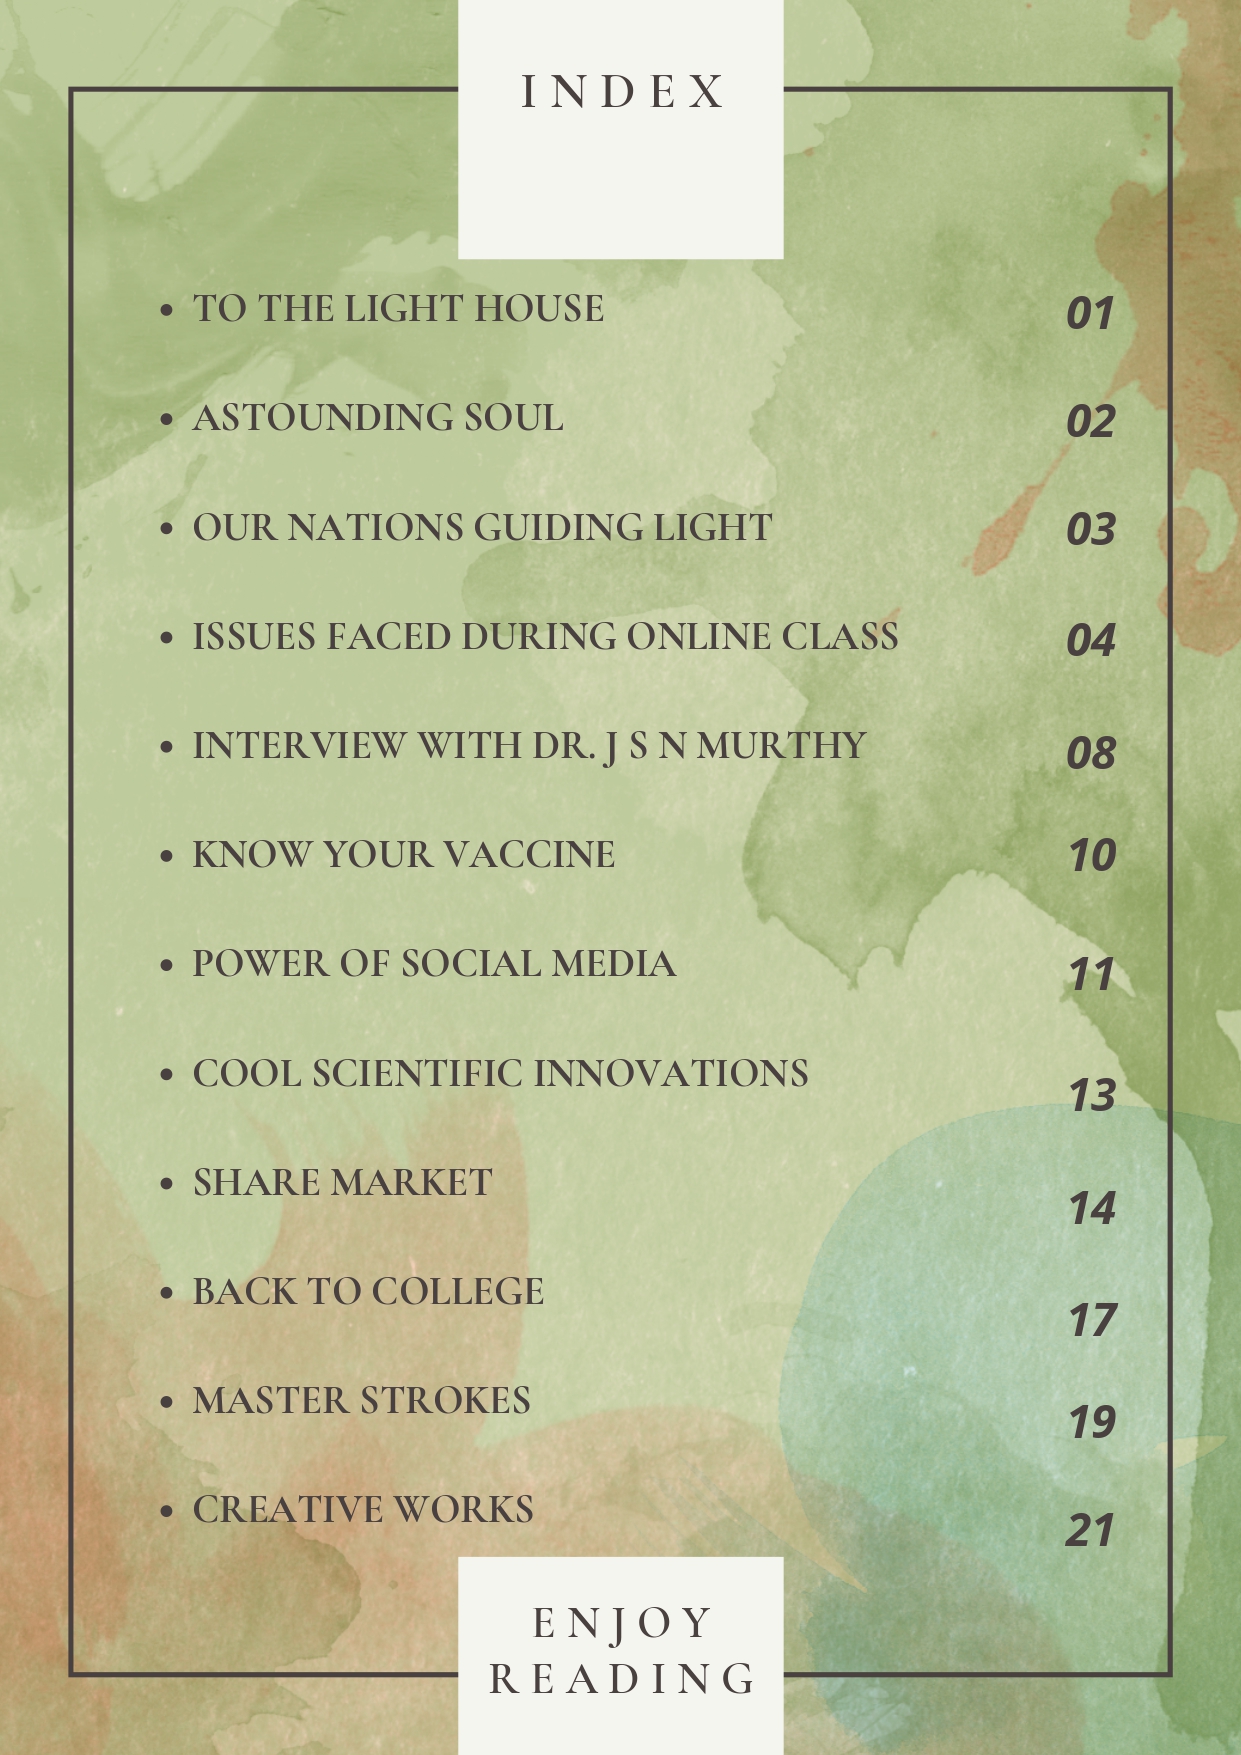 INDEX
TO THE LIGHT HOUSE 01
ASTOUNDING SOUL 02
OUR NATIONS GUIDING LIGHT 03
ISSUES FACED DURING ONLINE CLASS 04
INTERVIEW WITH DR. J S N MURTHY 08
KNOW YOUR VACCINE 10
POWER OF SOCIAL MEDIA 11
COOL SCIENTIFIC INNOVATIONS 13
SHARE MARKET 14
BACK TO COLLEGE 17
MASTER STROKES 19
CREATIVE WORKS 21
ENJOY
READING